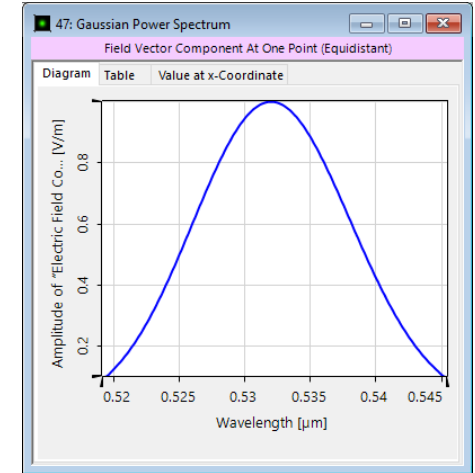 47: Gaussian Power Spectrum
Field Vector Component At One Point (Equidistant)
Diagram Table Value at x-Coordinate
Amplitude of "Electric Field Co... [V/m]
0.8
0.6
0.4
0.2
0.52 0.525 0.53 0.535 0.54 0.545
Wavelength [µm]